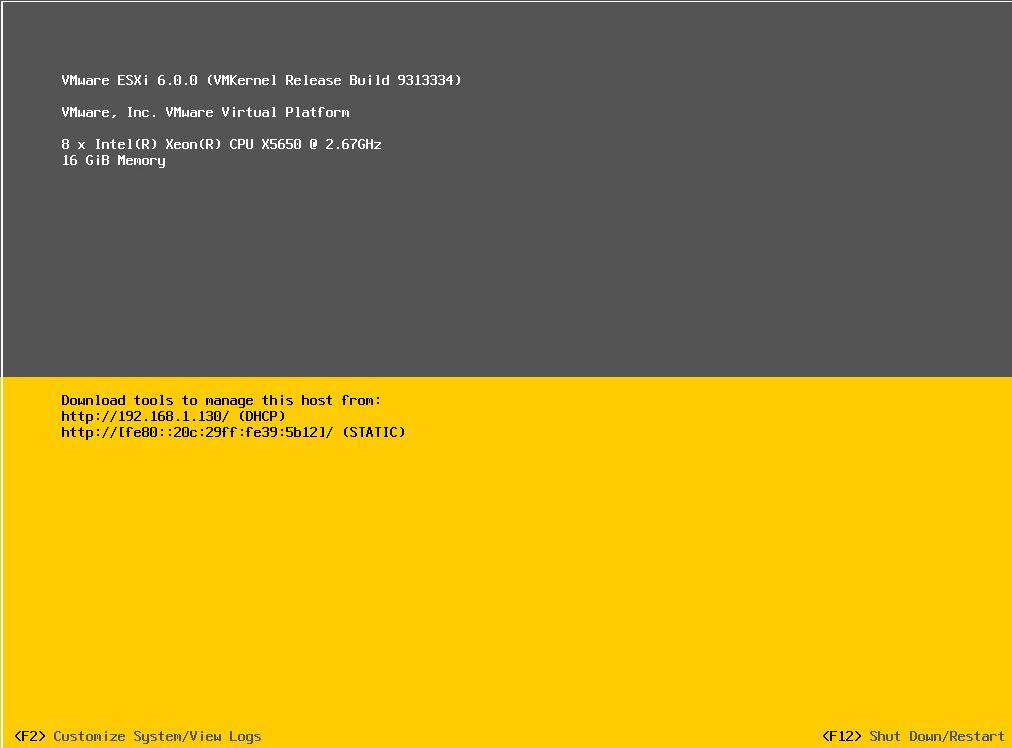 VMware ESXi 6.0.0 (VMKernel Release Build 9313334)
VMware, Inc. VMware Virtual Platform
8 x Intel(R) Xeon(R) CPU X5650 @ 2.67GHz
16 GiB Memory
Download tools to manage this host from:
http://192.168.1.130/ (DHCP)
http://[fe80::20c:29ff:fe39:5b12]/ (STATIC)
<F2> Customize System/View Logs
<F12> Shut Down/Restart